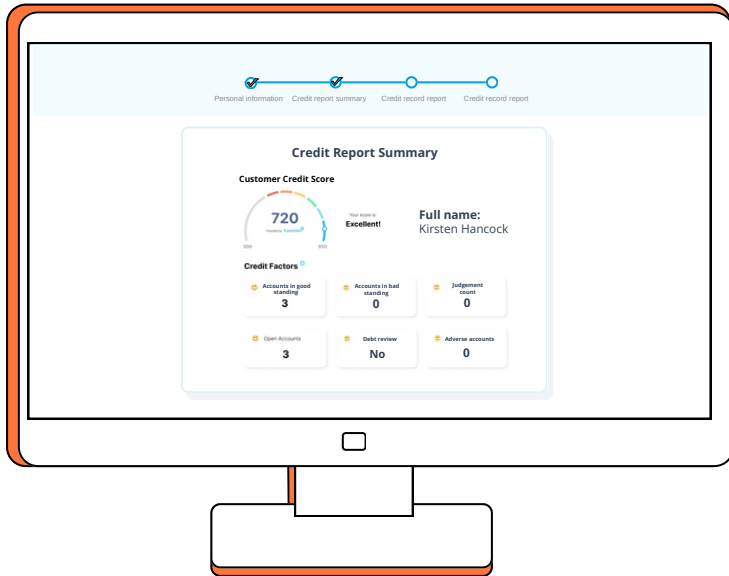 Personal information Credit report summary Credit record report Credit record report
Credit Report Summary
Customer Credit Score
720
Your score is
Excellent!
Full name:
Kirsten Hancock
Credit Factors
Accounts in good
standing
3
Accounts in bad
standing
0
Judgement
count
0
Open Accounts
3
Debt review
No
Adverse accounts
0